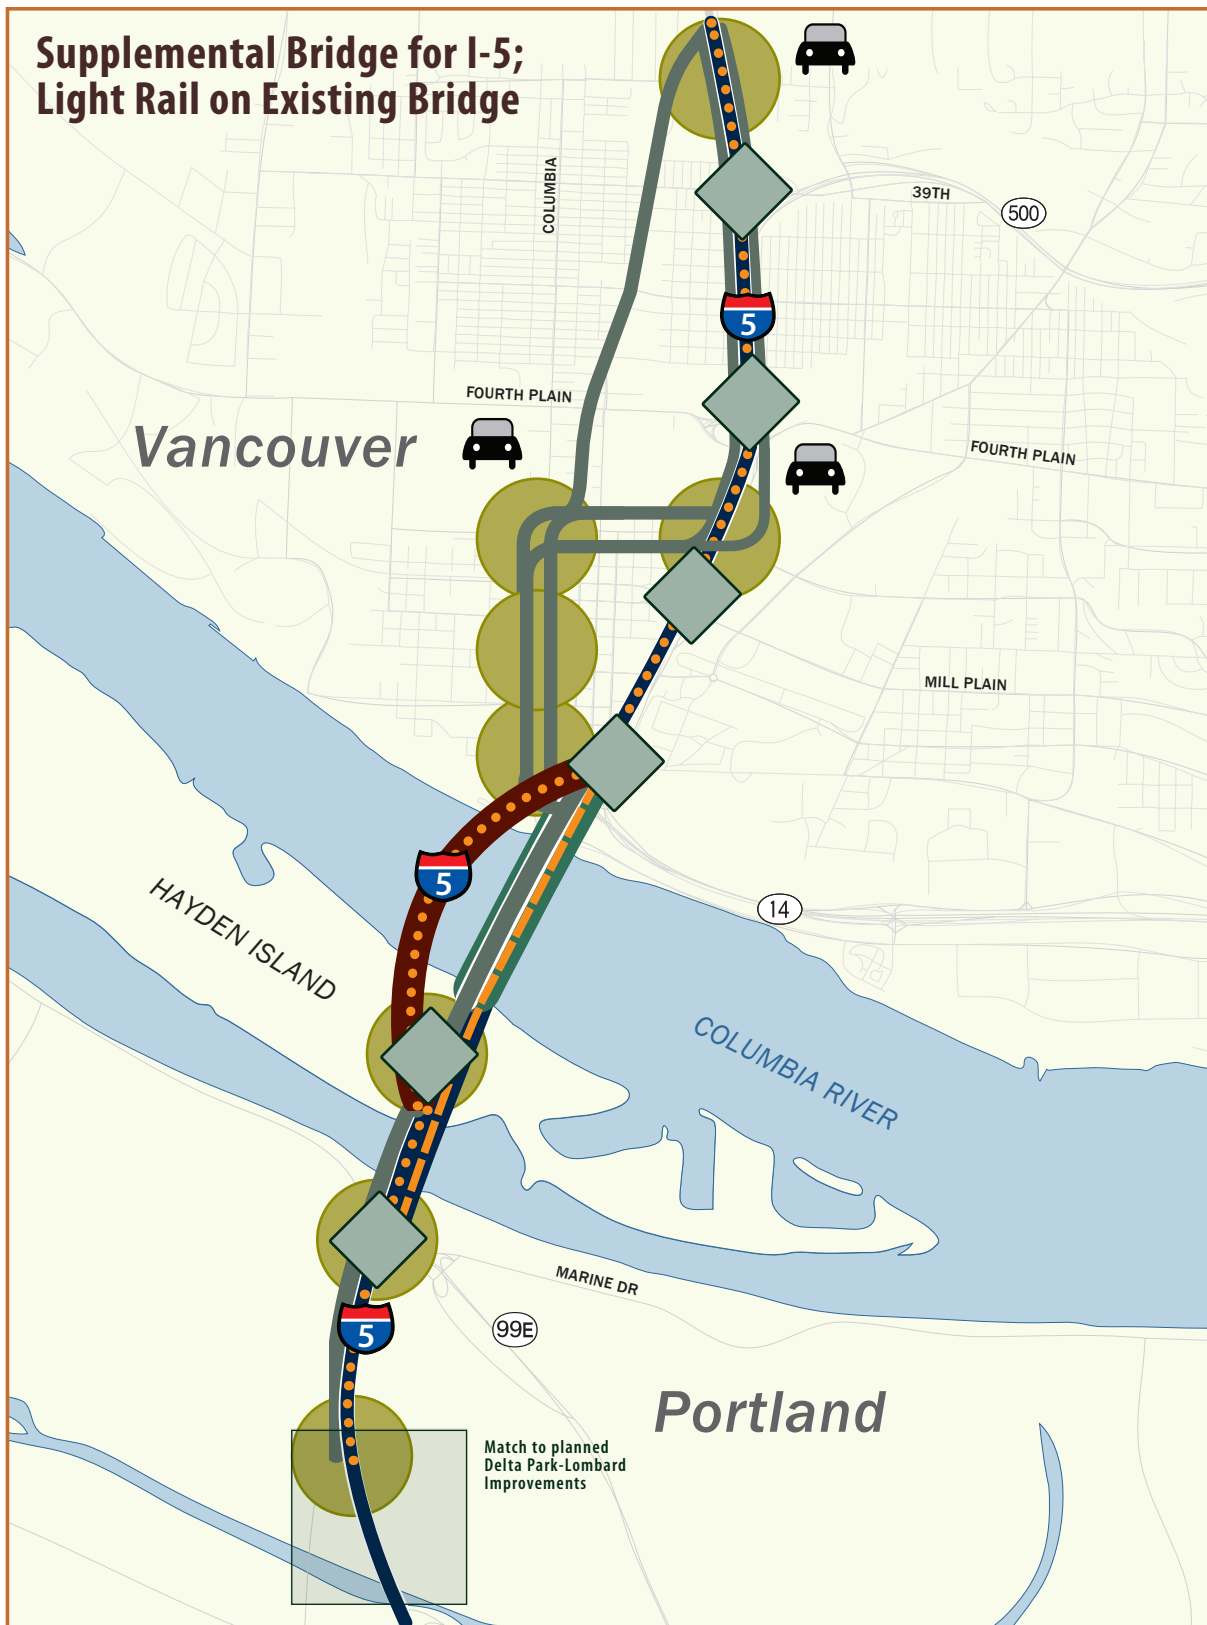 Supplemental Bridge for I-5;
Light Rail on Existing Bridge
COLUMBIA
39TH
500
5
FOURTH PLAIN
Vancouver
FOURTH PLAIN
MILL PLAIN
5
14
HAYDEN ISLAND
COLUMBIA RIVER
MARINE DR
5
99E
Portland
Match to planned
Delta Park-Lombard
Improvements